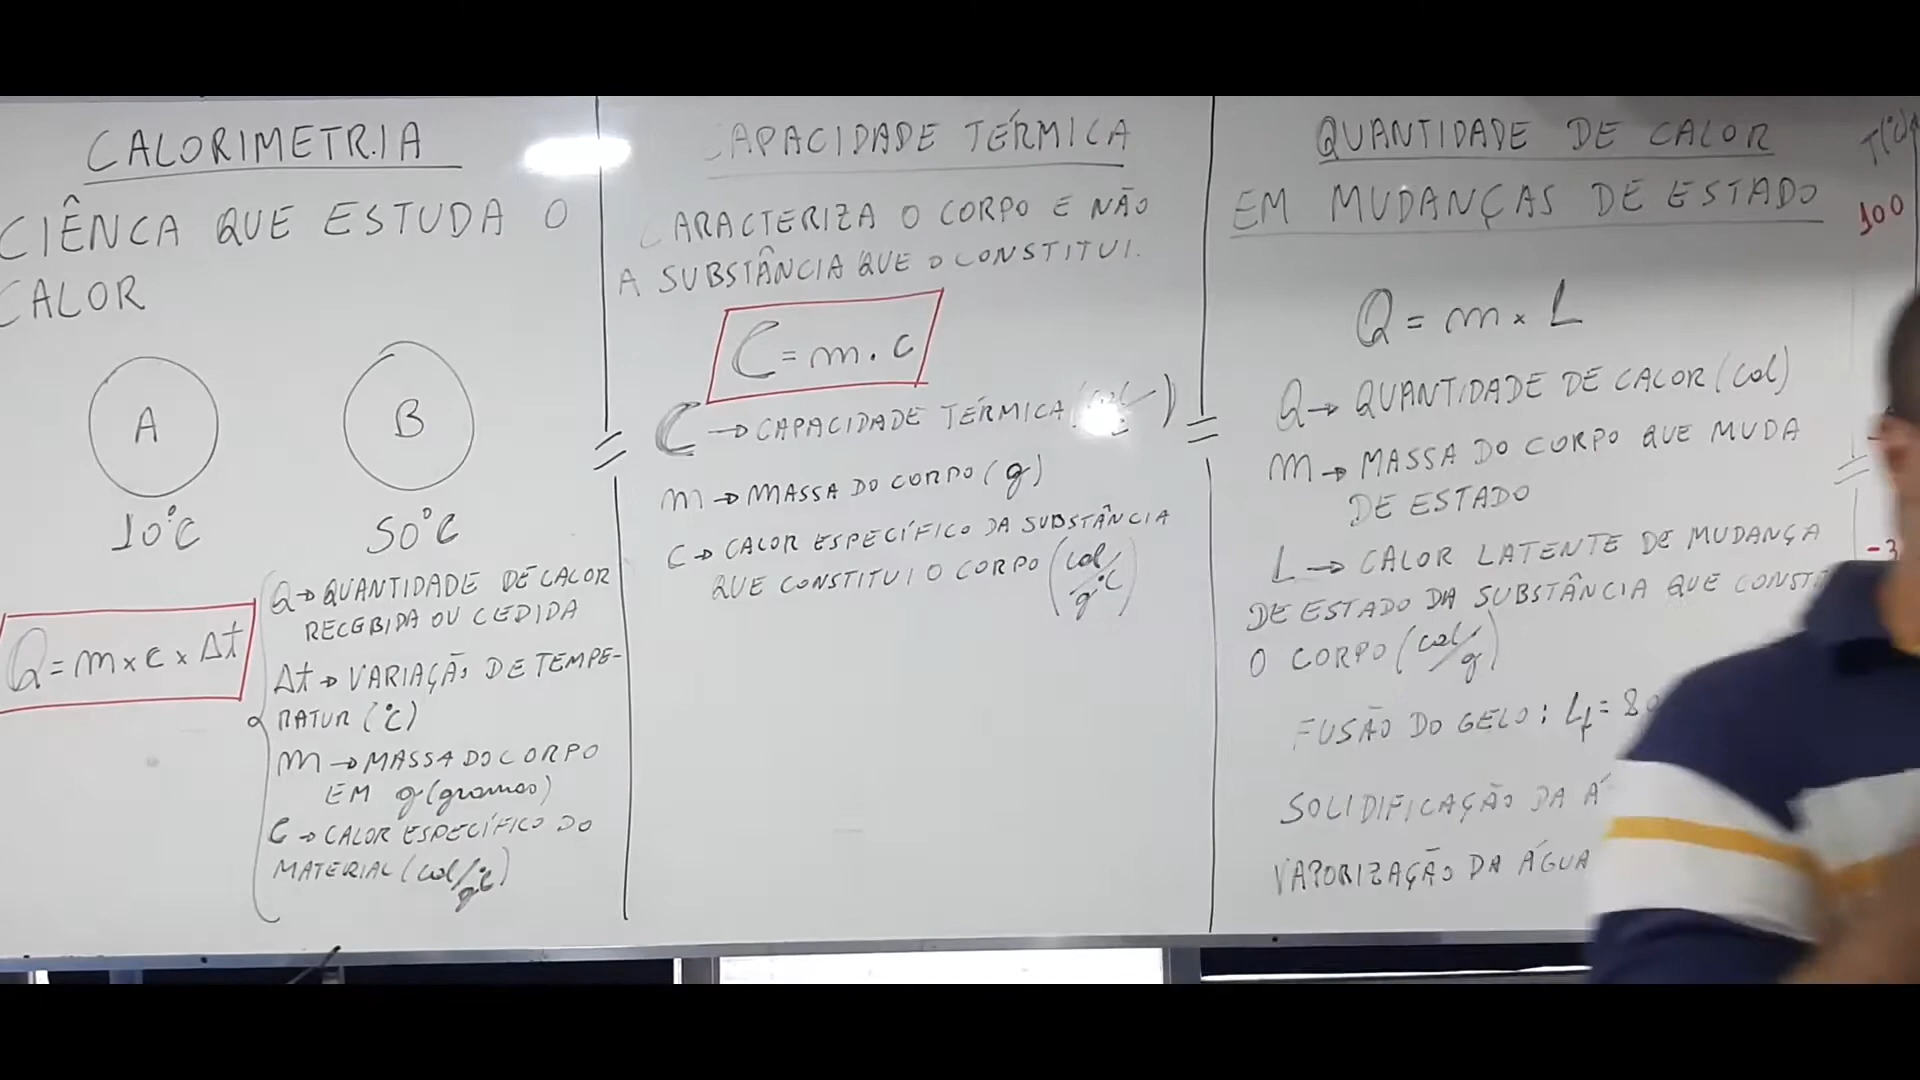 CALORIMETRIA
CIÊNCA QUE ESTUDA O
CALOR
A
B
10°C
50°C
Q = m x c x Δt
Q → QUANTIDADE DE CALOR
RECEBIDA OU CEDIDA
Δt → VARIAÇÃO DE TEMPE-
RATUR (°C)
m → MASSA DO CORPO
EM g (gramas)
C → CALOR ESPECÍFICO DO
MATERIAL (cal/g°C)
CAPACIDADE TÉRMICA
CARACTERIZA O CORPO E NÃO
A SUBSTÂNCIA QUE O CONSTITUI.
C = m . c
C → CAPACIDADE TÉRMICA
m → MASSA DO CORPO (g)
C → CALOR ESPECÍFICO DA SUBSTÂNCIA
QUE CONSTITUI O CORPO (cal/g°C)
QUANTIDADE DE CALOR
EM MUDANÇAS DE ESTADO
Q = m x L
Q → QUANTIDADE DE CALOR (cal)
m → MASSA DO CORPO QUE MUDA
DE ESTADO
L → CALOR LATENTE DE MUDANÇA
DE ESTADO DA SUBSTÂNCIA QUE CONST
O CORPO (cal/g)
FUSÃO DO GELO: Lf = 80
SOLIDIFICAÇÃO DA Á
VAPORIZAÇÃO DA ÁGUA
T(°C)
100
-3